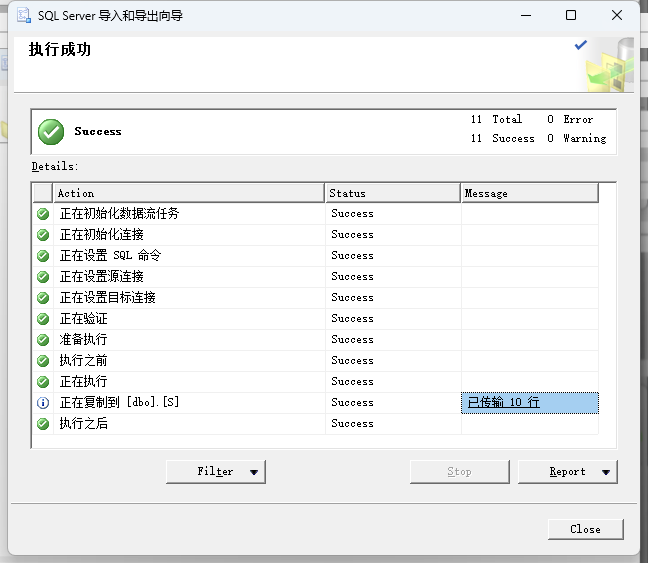 SQL Server 导入和导出向导
执行成功
Success
11 Total 0 Error
11 Success 0 Warning
Details:
Action Status Message
正在初始化数据流任务 Success
正在初始化连接 Success
正在设置 SQL 命令 Success
正在设置源连接 Success
正在设置目标连接 Success
正在验证 Success
准备执行 Success
执行之前 Success
正在执行 Success
正在复制到 [dbo].[S] Success 已传输 10 行
执行之后 Success
Filter Stop Report
Close